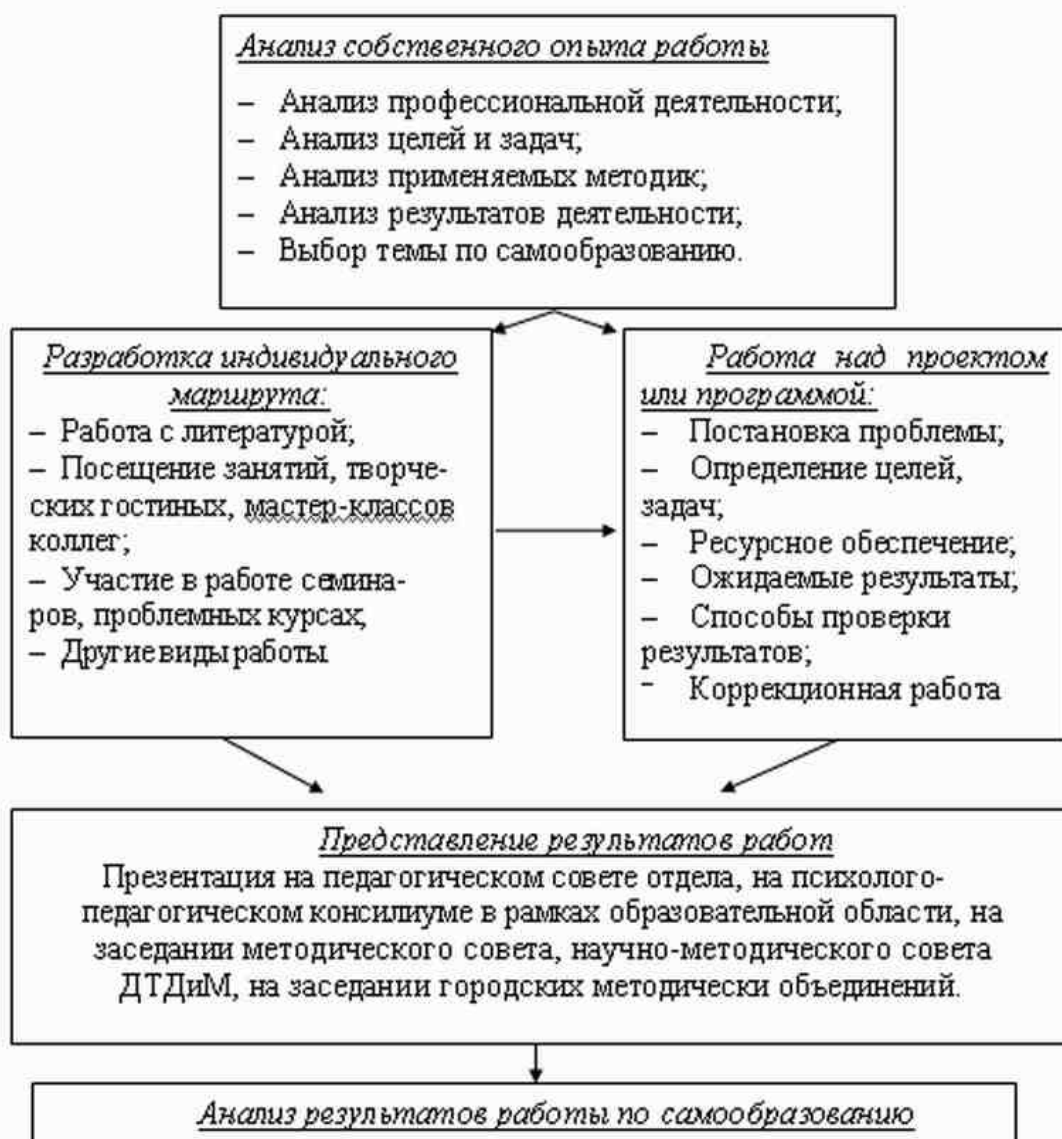 Анализ собственного опыта работы
– Анализ профессиональной деятельности;
– Анализ целей и задач;
– Анализ применяемых методик;
– Анализ результатов деятельности;
– Выбор темы по самообразованию.
Разработка индивидуального
маршрута:
– Работа с литературой;
– Посещение занятий, творче-
ских гостиных, мастер-классов
коллег;
– Участие в работе семина-
ров, проблемных курсах;
– Другие виды работы
Работа над проектом
или программой:
– Постановка проблемы;
– Определение целей,
задач;
– Ресурсное обеспечение;
– Ожидаемые результаты;
– Способы проверки
результатов;
- Коррекционная работа
Представление результатов работ
Презентация на педагогическом совете отдела, на психолого-
педагогическом консилиуме в рамках образовательной области, на
заседании методического совета, научно-методического совета
ДТДиМ, на заседании городских методически объединений.
Анализ результатов работы по самообразованию